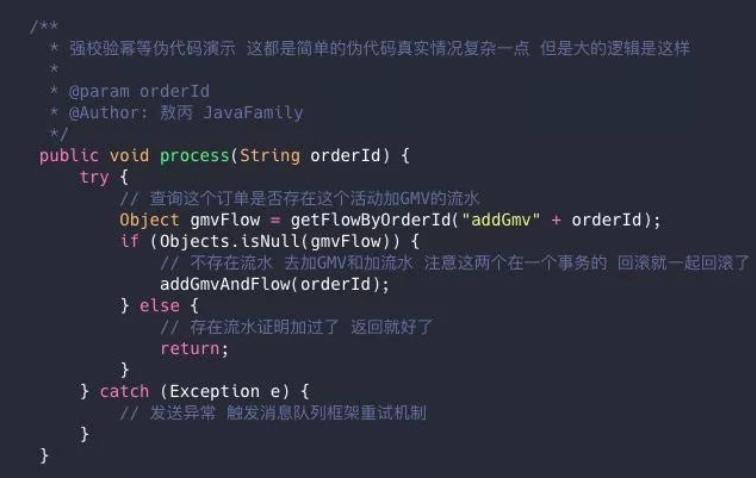 /**
 * 强校验幂等伪代码演示 这都是简单的伪代码真实情况复杂一点 但是大的逻辑是这样
 *
 * @param orderId
 * @Author: 敖丙 JavaFamily
 */
public void process(String orderId) {
    try {
        // 查询这个订单是否存在这个活动加GMV的流水
        Object gmvFlow = getFlowByOrderId("addGmv" + orderId);
        if (Objects.isNull(gmvFlow)) {
            // 不存在流水 去加GMV和加流水 注意这两个在一个事务的 回滚就一起回滚了
            addGmvAndFlow(orderId);
        } else {
            // 存在流水证明加过了 返回就好了
            return;
        }
    } catch (Exception e) {
        // 发送异常 触发消息队列框架重试机制
    }
}